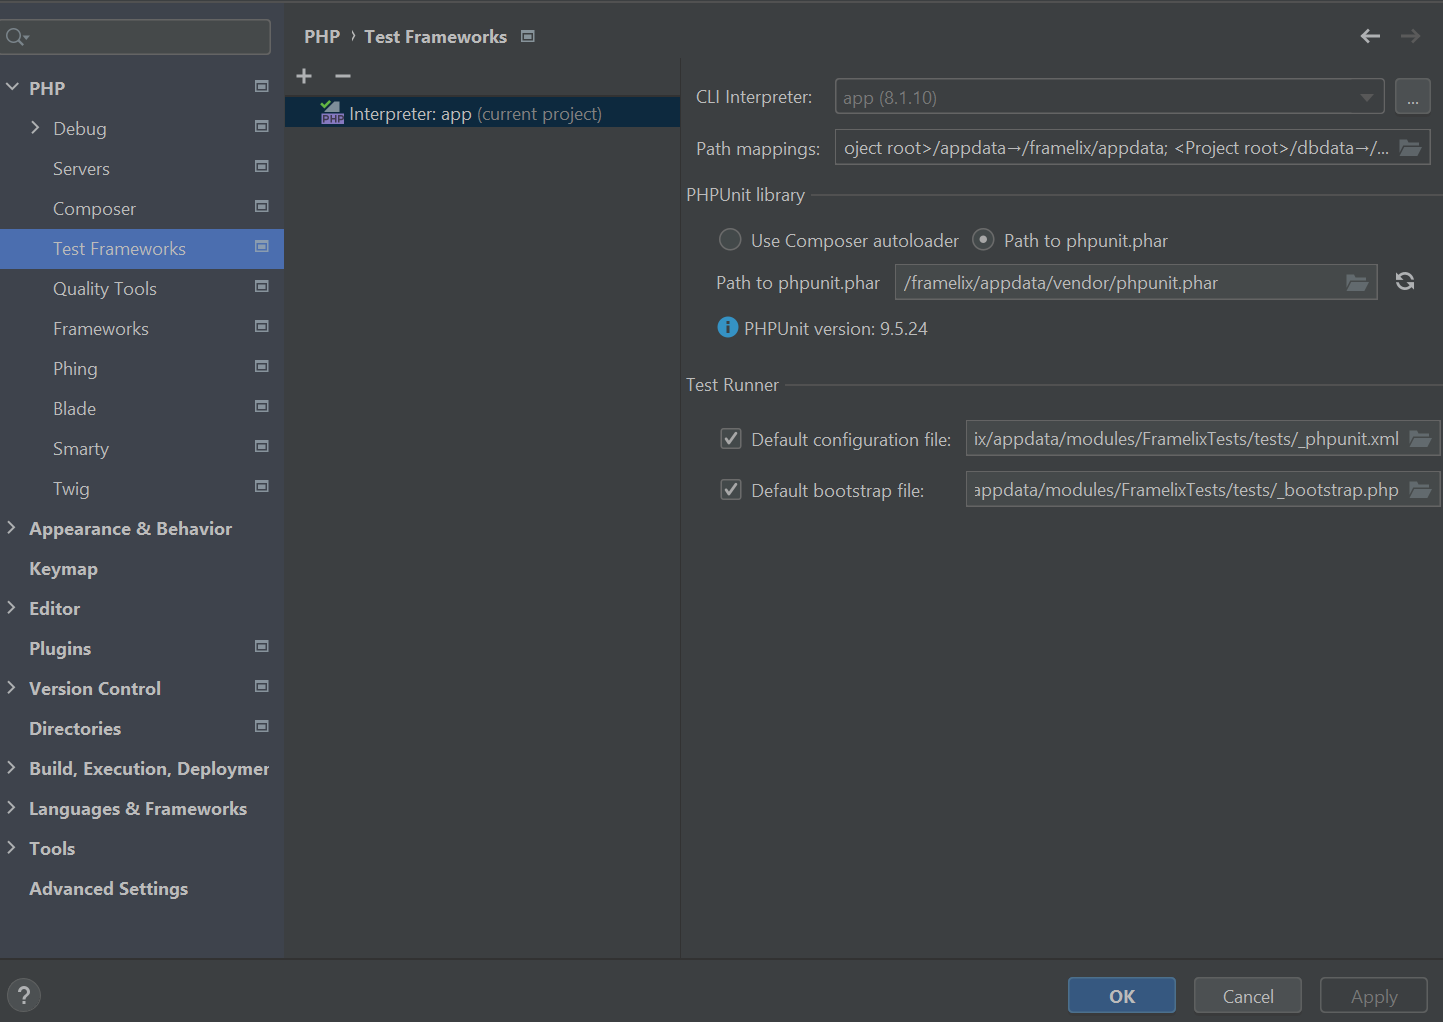 PHP
Debug
Servers
Composer
Test Frameworks
Quality Tools
Frameworks
Phing
Blade
Smarty
Twig
Appearance & Behavior
Keymap
Editor
Plugins
Version Control
Directories
Build, Execution, Deploymer
Languages & Frameworks
Tools
Advanced Settings
?
PHP › Test Frameworks
PHP Interpreter: app (current project)
CLI Interpreter: app (8.1.10) ...
Path mappings: oject root>/appdata→/framelix/appdata; <Project root>/dbdata→/...
PHPUnit library
Use Composer autoloader Path to phpunit.phar
Path to phpunit.phar /framelix/appdata/vendor/phpunit.phar
PHPUnit version: 9.5.24
Test Runner
Default configuration file: ix/appdata/modules/FramelixTests/tests/_phpunit.xml
Default bootstrap file: appdata/modules/FramelixTests/tests/_bootstrap.php
OK Cancel Apply